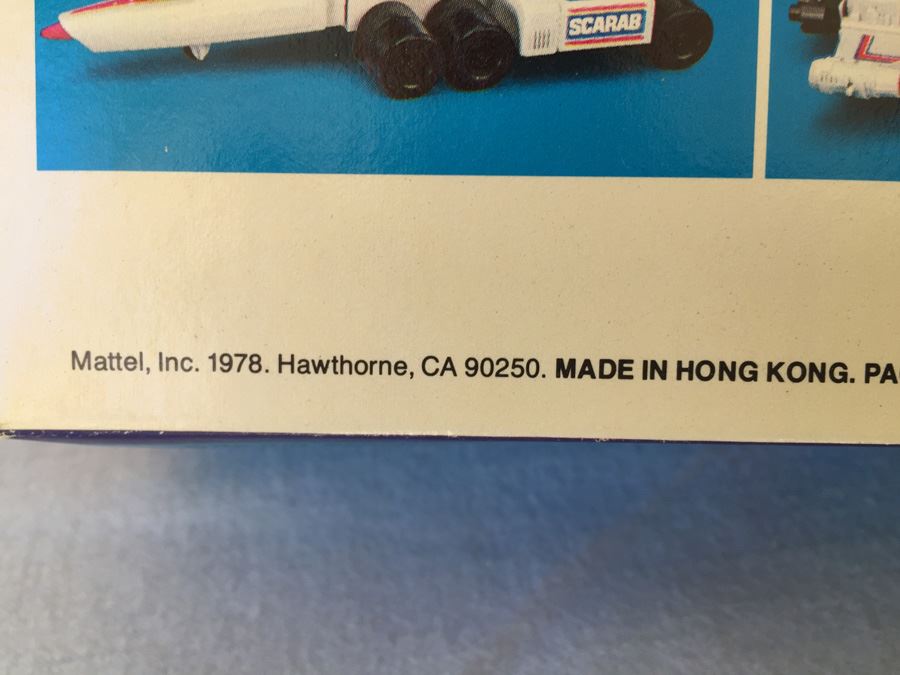 SCARAB
Mattel, Inc. 1978. Hawthorne, CA 90250. MADE IN HONG KONG.